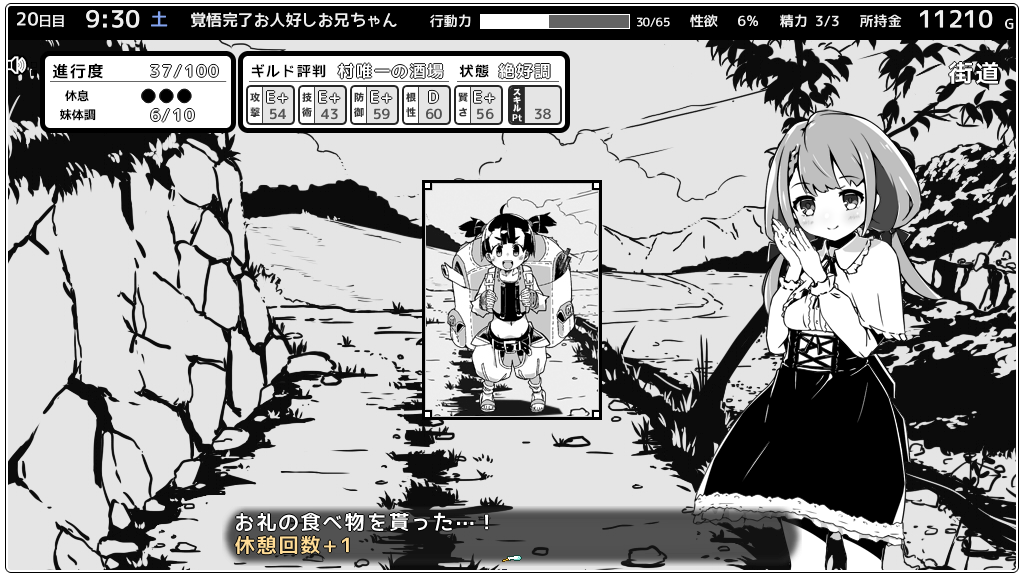 20日目 9:30 土 覚悟完了お人好しお兄ちゃん 行動力 30/65 性欲 6% 精力 3/3 所持金 11210 G
進行度 37/100
休息
妹体調 6/10
ギルド評判 村唯一の酒場 状態 絶好調
攻撃 E+ 54 技術 E+ 43 防御 E+ 59 根性 D 60 賢さ E+ 56 スキルPt 38
街道
お礼の食べ物を貰った…！
休憩回数+1